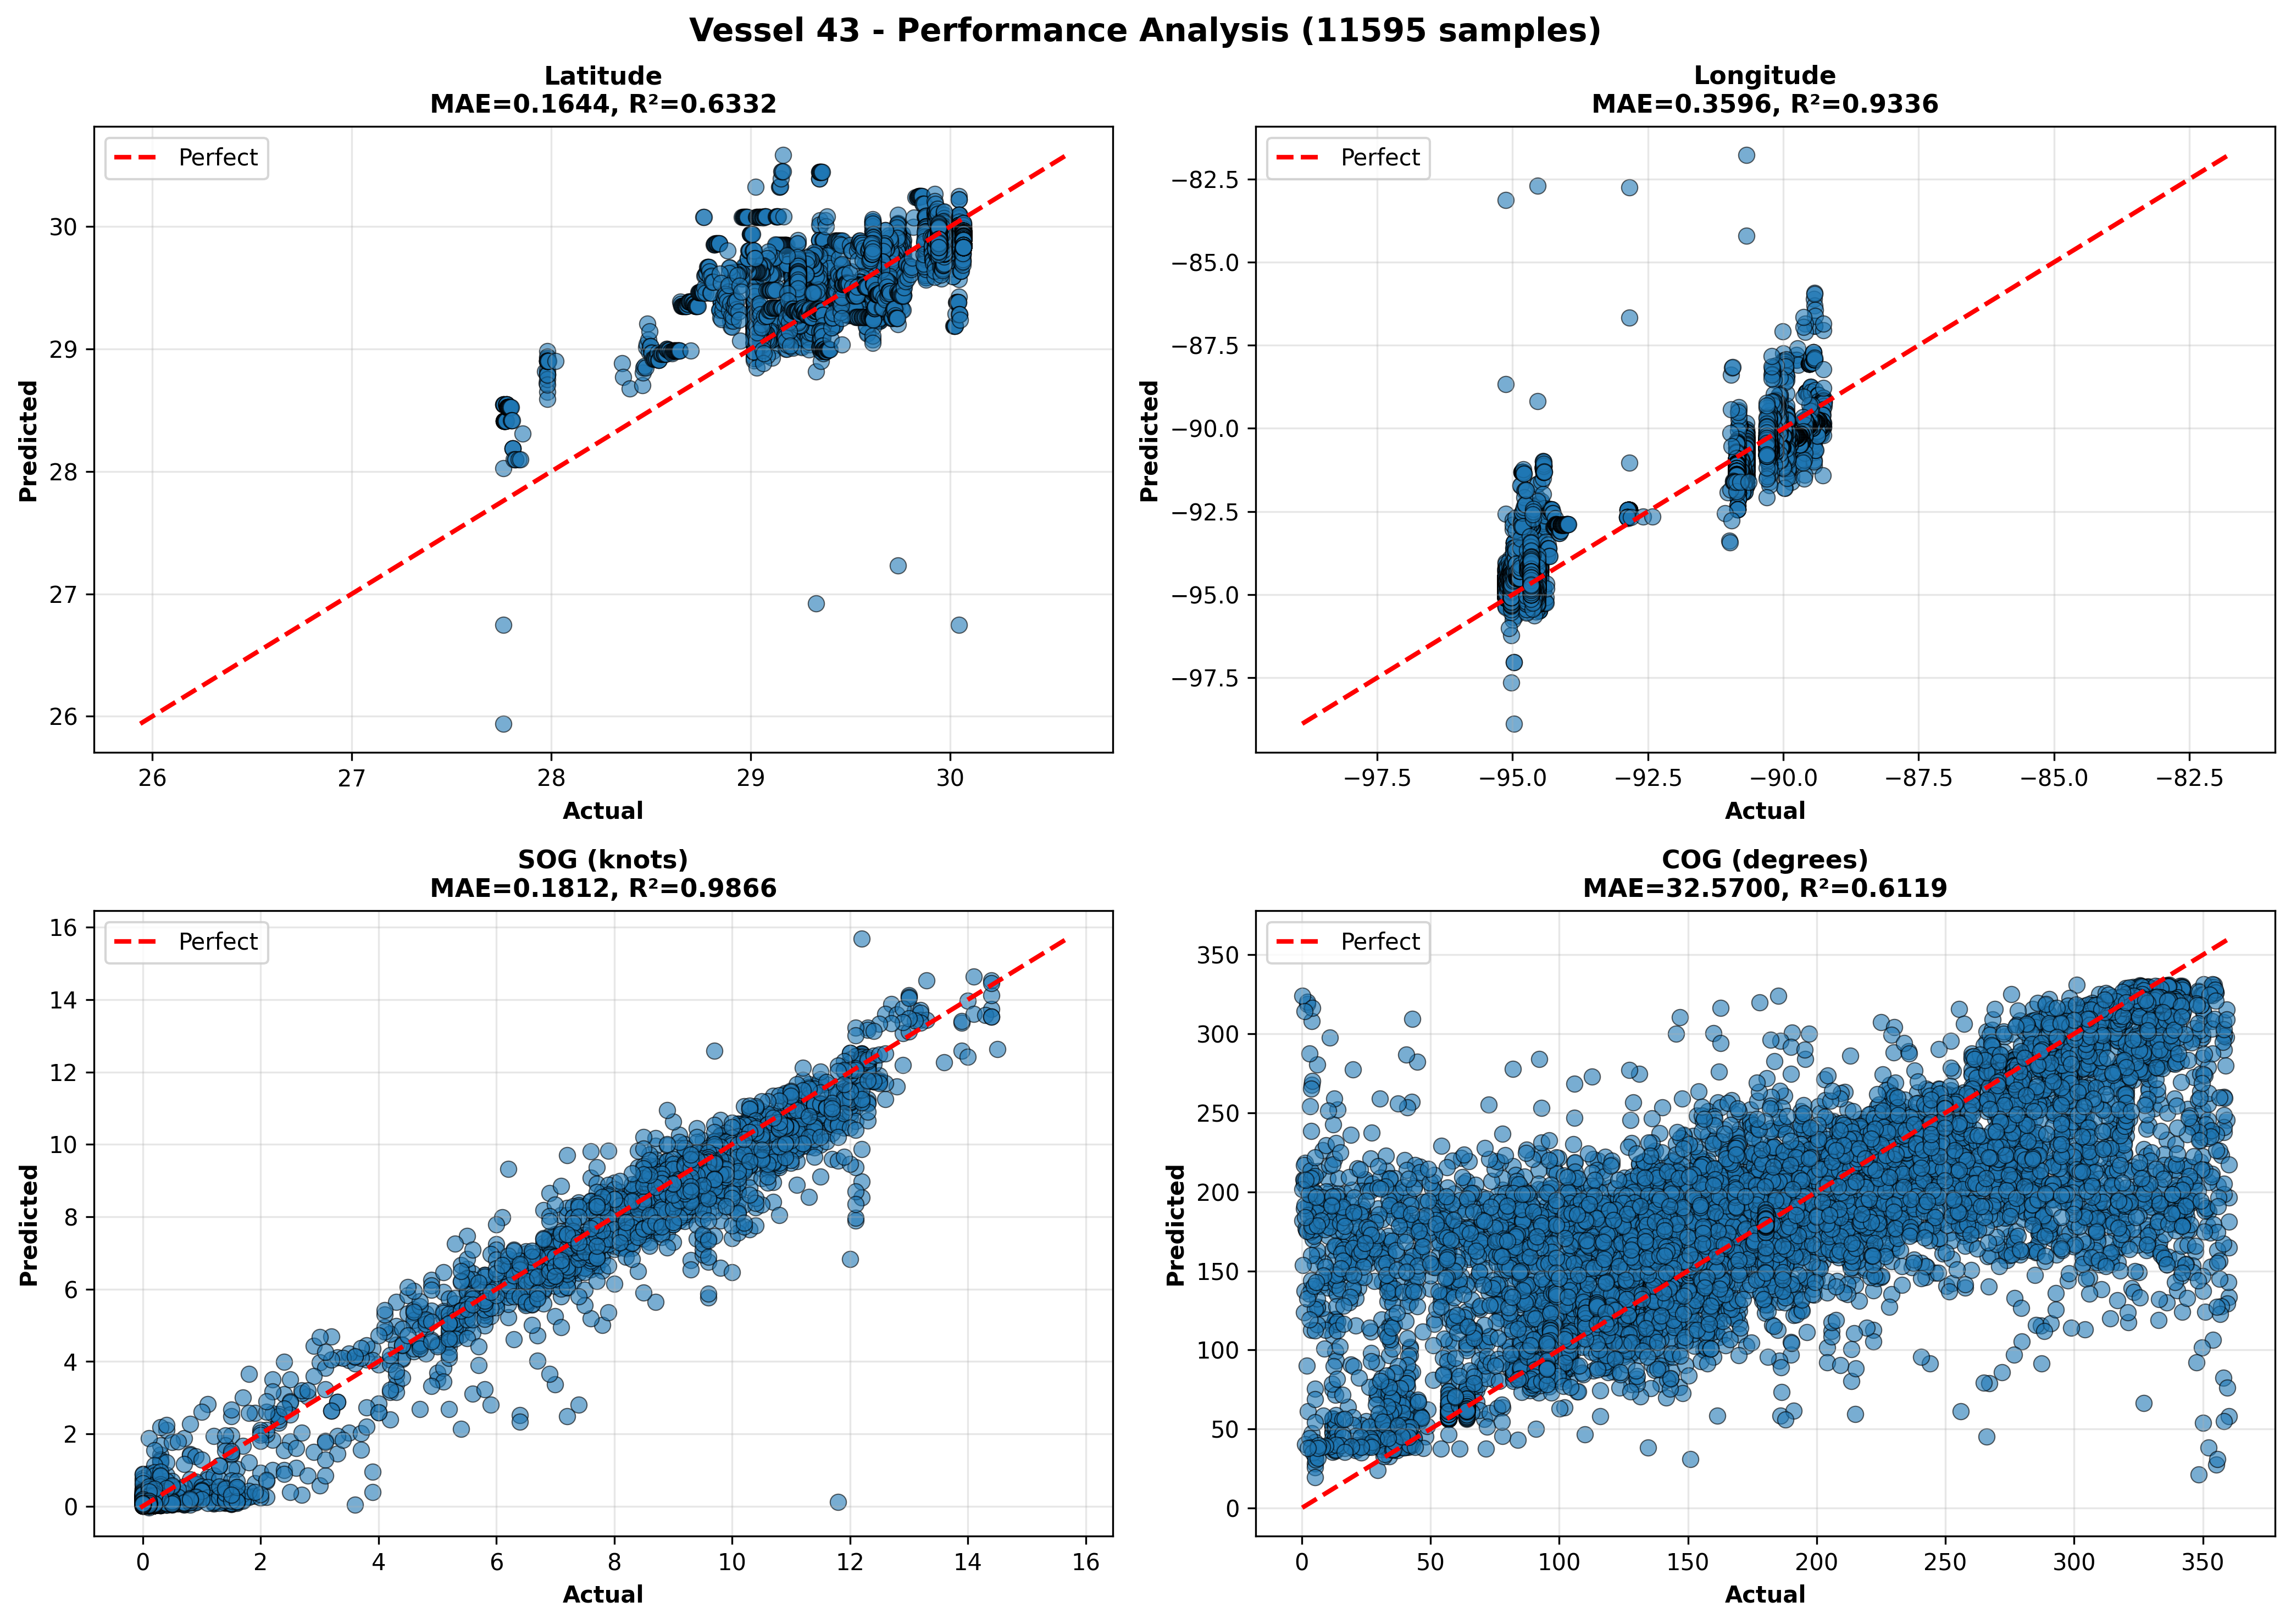 Vessel 43 - Performance Analysis (11595 samples)
Latitude
MAE=0.1644, R²=0.6332
Perfect
30
29
28
27
26
Predicted
26 27 28 29 30
Actual
Longitude
MAE=0.3596, R²=0.9336
Perfect
−82.5
−85.0
−87.5
−90.0
−92.5
−95.0
−97.5
Predicted
−97.5 −95.0 −92.5 −90.0 −87.5 −85.0 −82.5
Actual
SOG (knots)
MAE=0.1812, R²=0.9866
Perfect
16
14
12
10
8
6
4
2
0
Predicted
0 2 4 6 8 10 12 14 16
Actual
COG (degrees)
MAE=32.5700, R²=0.6119
Perfect
350
300
250
200
150
100
50
0
Predicted
0 50 100 150 200 250 300 350
Actual